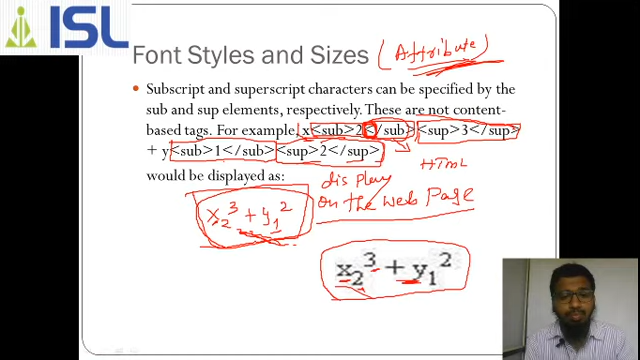 ISL
Font Styles and Sizes (Attribute)
• Subscript and superscript characters can be specified by the
sub and sup elements, respectively. These are not content-
based tags. For example, x<sub>2</sub><sup>3</sup>
+ y<sub>1</sub><sup>2</sup>
HTML
would be displayed as:
display
on the web Page
x₂³ + y₁²
x₂³ + y₁²